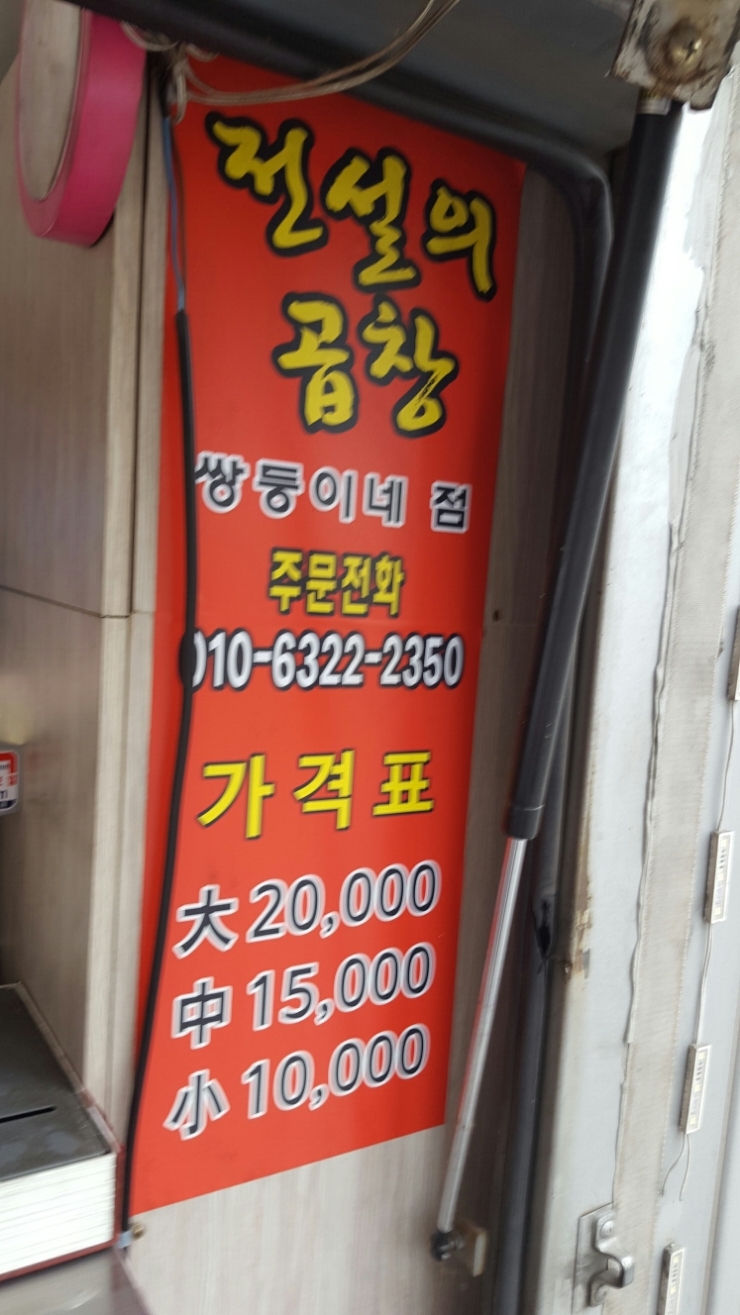 전설의
곱창
쌍둥이네 점
주문전화
010-6322-2350
가격표
大 20,000
中 15,000
小 10,000